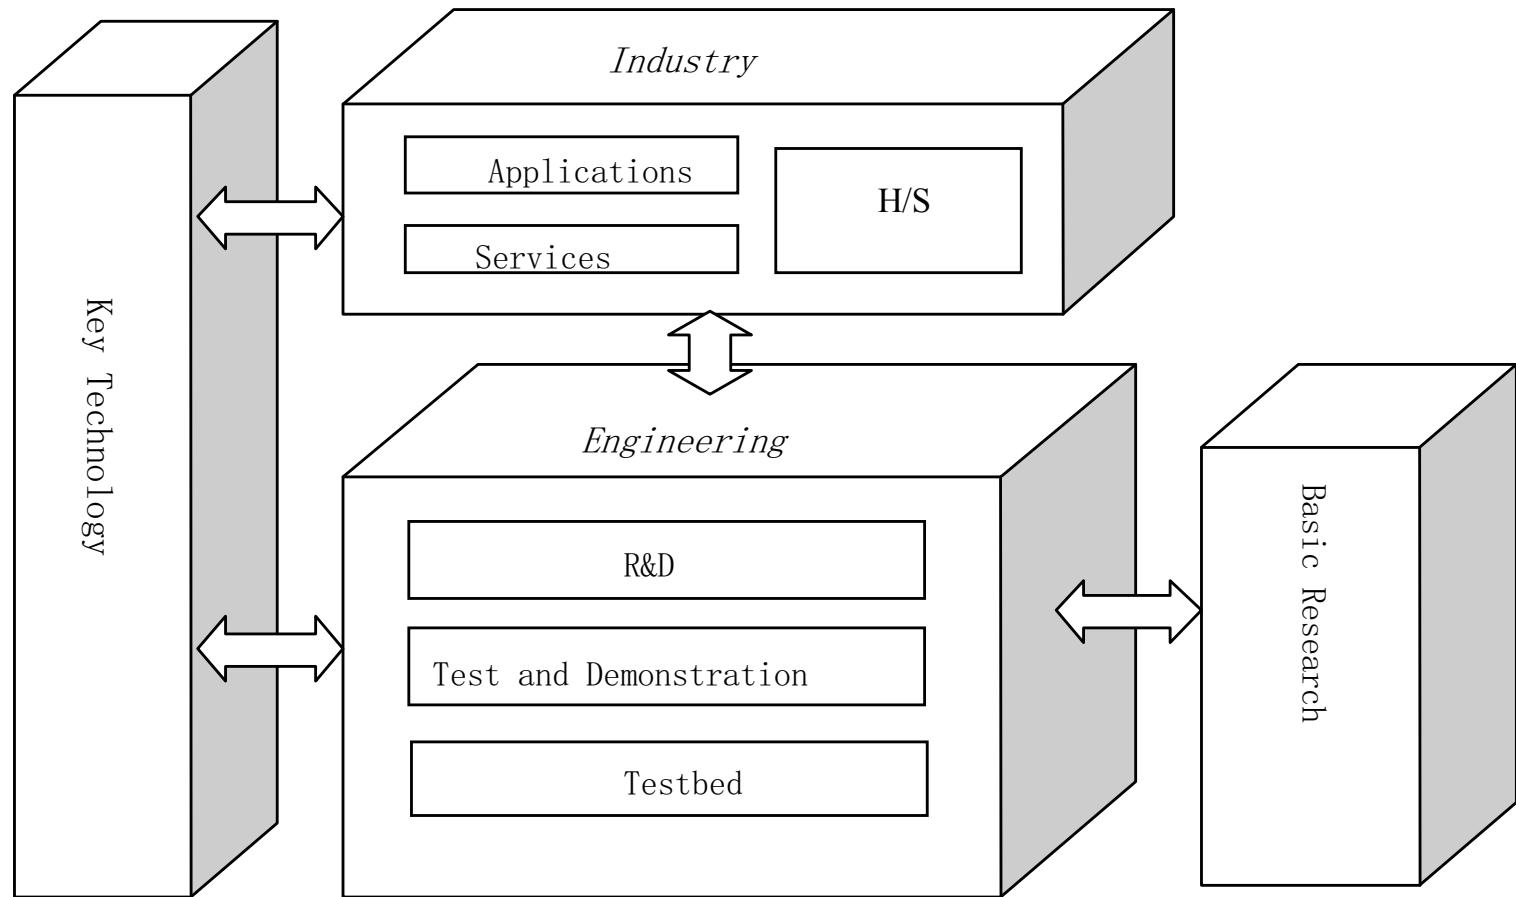 Industry
Applications
H/S
Services
Key Technology
Engineering
R&D
Test and Demonstration
Testbed
Basic Research